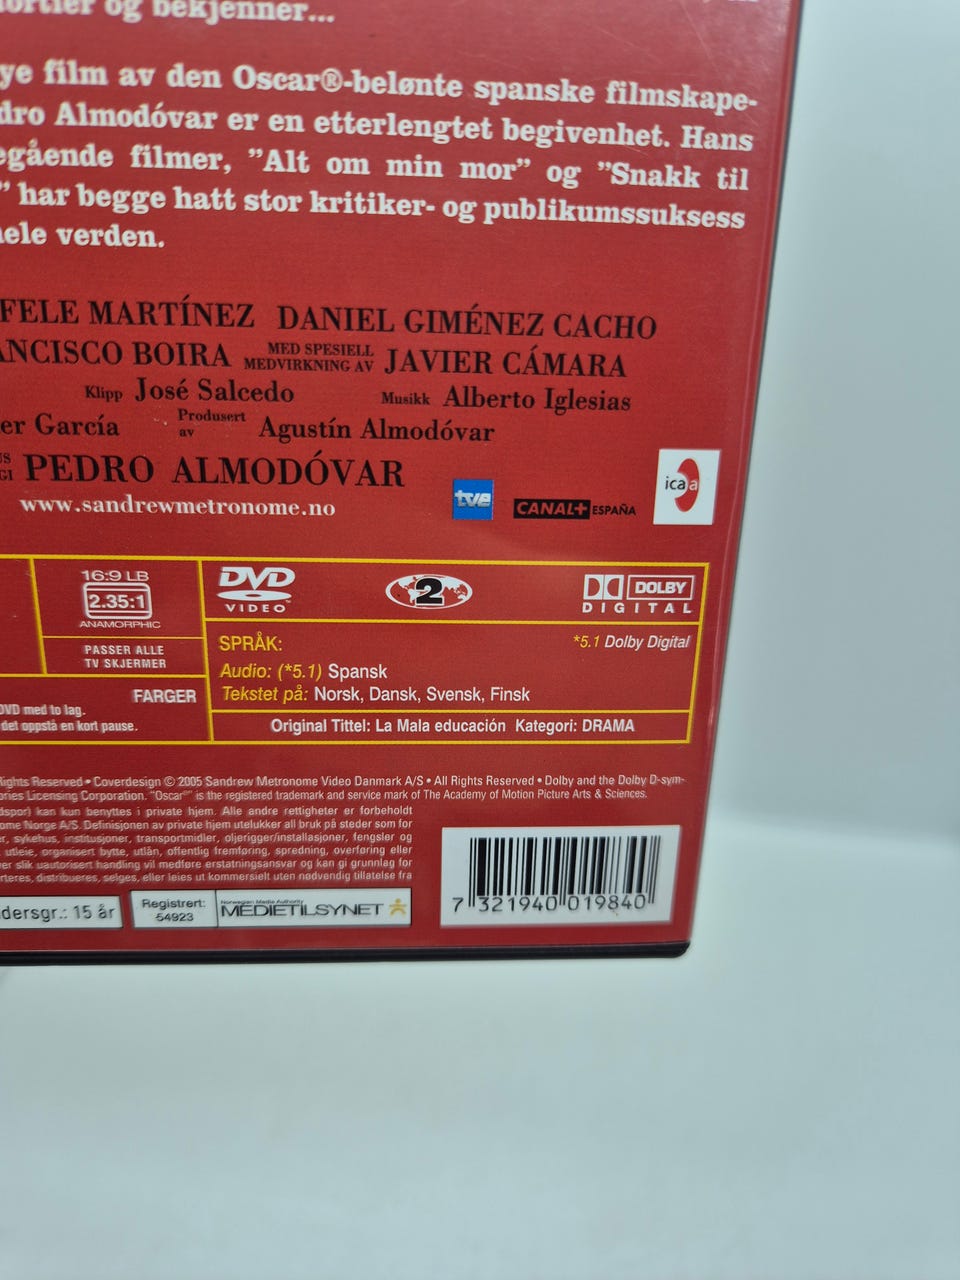 og bekjenner...
ye film av den Oscar®-belønte spanske filmskape-
dro Almodóvar er en etterlengtet begivenhet. Hans
egående filmer, "Alt om min mor" og "Snakk til
" har begge hatt stor kritiker- og publikumssuksess
hele verden.
FELE MARTÍNEZ DANIEL GIMÉNEZ CACHO
ANCISCO BOIRA MED SPESIELL MEDVIRKNING AV JAVIER CÁMARA
Klipp José Salcedo Musikk Alberto Iglesias
er García Produsert av Agustín Almodóvar
PEDRO ALMODÓVAR
www.sandrewmetronome.no
tve
CANAL+ ESPAÑA
icaa
16:9 LB
2.35:1
ANAMORPHIC
PASSER ALLE
TV SKJERMER
FARGER
DVD med to lag.
det oppstå en kort pause.
DVD
VIDEO
2
DOLBY
DIGITAL
SPRÅK:
*5.1 Dolby Digital
Audio: (*5.1) Spansk
Tekstet på: Norsk, Dansk, Svensk, Finsk
Original Tittel: La Mala educación Kategori: DRAMA
ights Reserved • Coverdesign © 2005 Sandrew Metronome Video Danmark A/S • All Rights Reserved • Dolby and the Dolby D-sym-
ories Licensing Corporation. "Oscar®" is the registered trademark and service mark of The Academy of Motion Picture Arts & Sciences.
dspor) kan kun benyttes i private hjem. Alle andre rettigheter er forbeholdt
ome Norge A/S. Definisjonen av private hjem utelukker all bruk på steder som for
er, sykehus, institusjoner, transportmidler, oljerigger/installasjoner, fengsler og
utleie, organisert bytte, utlån, offentlig fremføring, spredning, overføring eller
er slik uautorisert handling vil medføre erstatningsansvar og kan gi grunnlag for
rteres, distribueres, selges, eller leies ut kommersielt uten nødvendig tillatelse fra
dersgr.: 15 år
Registrert:
54923
Norwegian Media Authority
MEDIETILSYNET
7 321940 019840